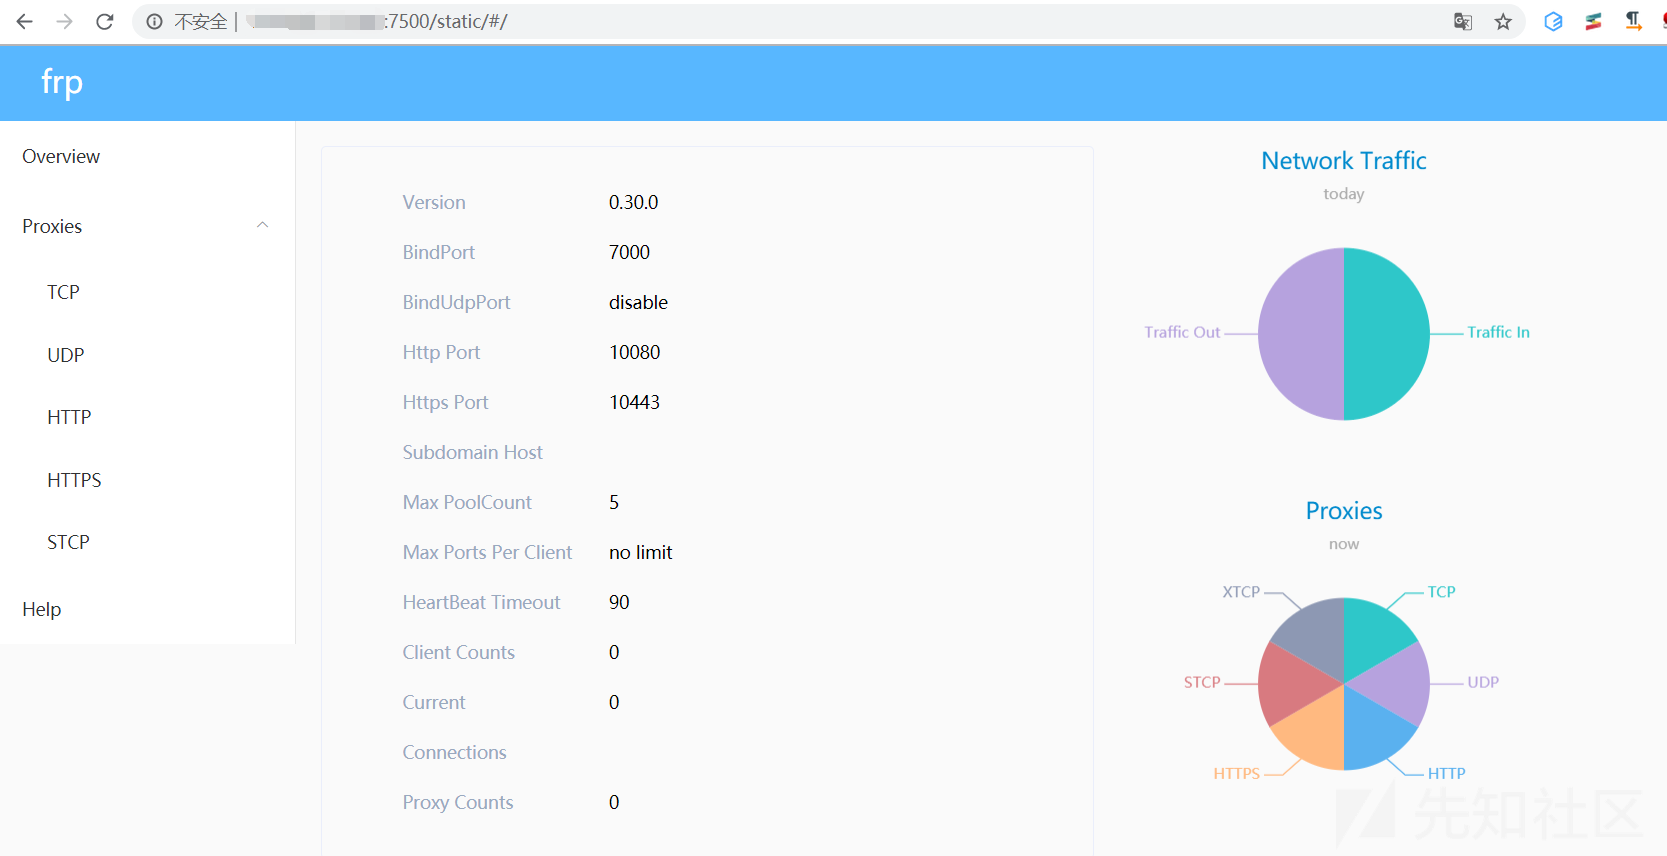 不安全 | :7500/static/#/
frp
Overview
Proxies
TCP
UDP
HTTP
HTTPS
STCP
Help
Version 0.30.0
BindPort 7000
BindUdpPort disable
Http Port 10080
Https Port 10443
Subdomain Host
Max PoolCount 5
Max Ports Per Client no limit
HeartBeat Timeout 90
Client Counts 0
Current 0
Connections
Proxy Counts 0
Network Traffic
today
Traffic Out
Traffic In
Proxies
now
XTCP
TCP
STCP
UDP
HTTPS
HTTP
先知社区